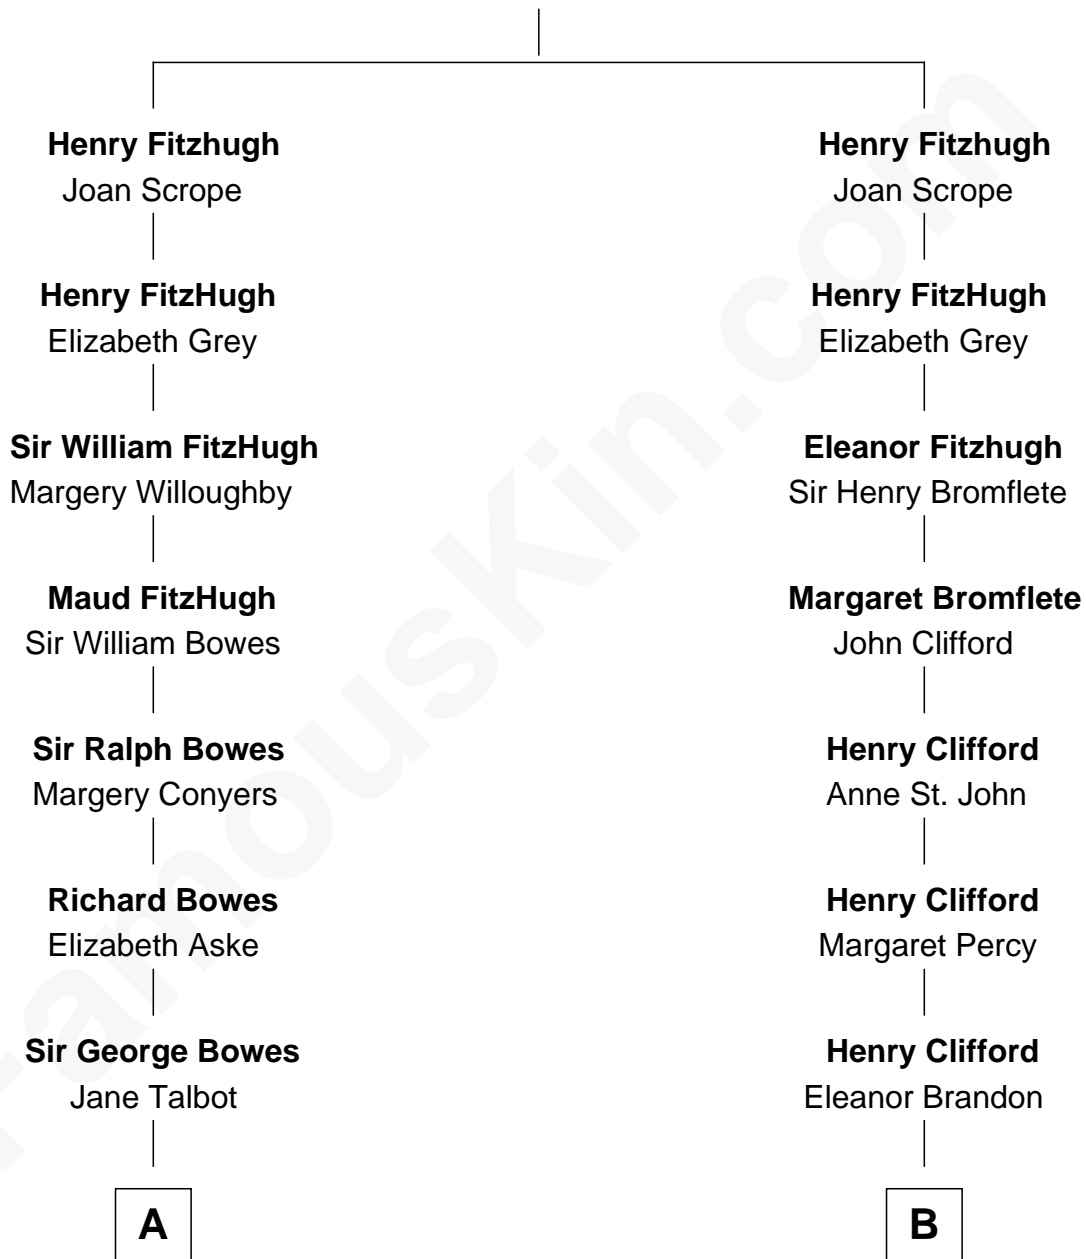 Henry Fitzhugh
Joan Scrope
Henry FitzHugh
Elizabeth Grey
Sir William FitzHugh
Margery Willoughby
Maud FitzHugh
Sir William Bowes
Sir Ralph Bowes
Margery Conyers
Richard Bowes
Elizabeth Aske
Sir George Bowes
Jane Talbot
A
Henry Fitzhugh
Joan Scrope
Henry FitzHugh
Elizabeth Grey
Eleanor Fitzhugh
Sir Henry Bromflete
Margaret Bromflete
John Clifford
Henry Clifford
Anne St. John
Henry Clifford
Margaret Percy
Henry Clifford
Eleanor Brandon
B
FamousKin.com